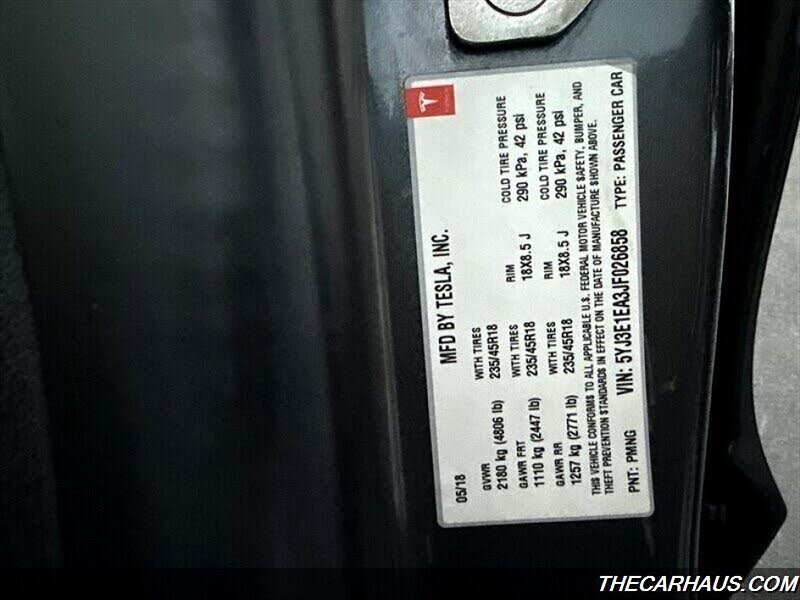 MFD BY TESLA, INC.
05/18
GVWR WITH TIRES RIM COLD TIRE PRESSURE
2180 kg (4806 lb) 235/45R18 18X8.5 J 290 kPa, 42 psi
GAWR FRT WITH TIRES RIM COLD TIRE PRESSURE
1110 kg (2447 lb) 235/45R18 18X8.5 J 290 kPa, 42 psi
GAWR RR WITH TIRES
1257 kg (2771 lb) 235/45R18
THIS VEHICLE CONFORMS TO ALL APPLICABLE U.S. FEDERAL MOTOR VEHICLE SAFETY, BUMPER, AND
THEFT PREVENTION STANDARDS IN EFFECT ON THE DATE OF MANUFACTURE SHOWN ABOVE.
PNT: PMNG VIN: 5YJ3E1EA3JF026858 TYPE: PASSENGER CAR
THECARHAUS.COM